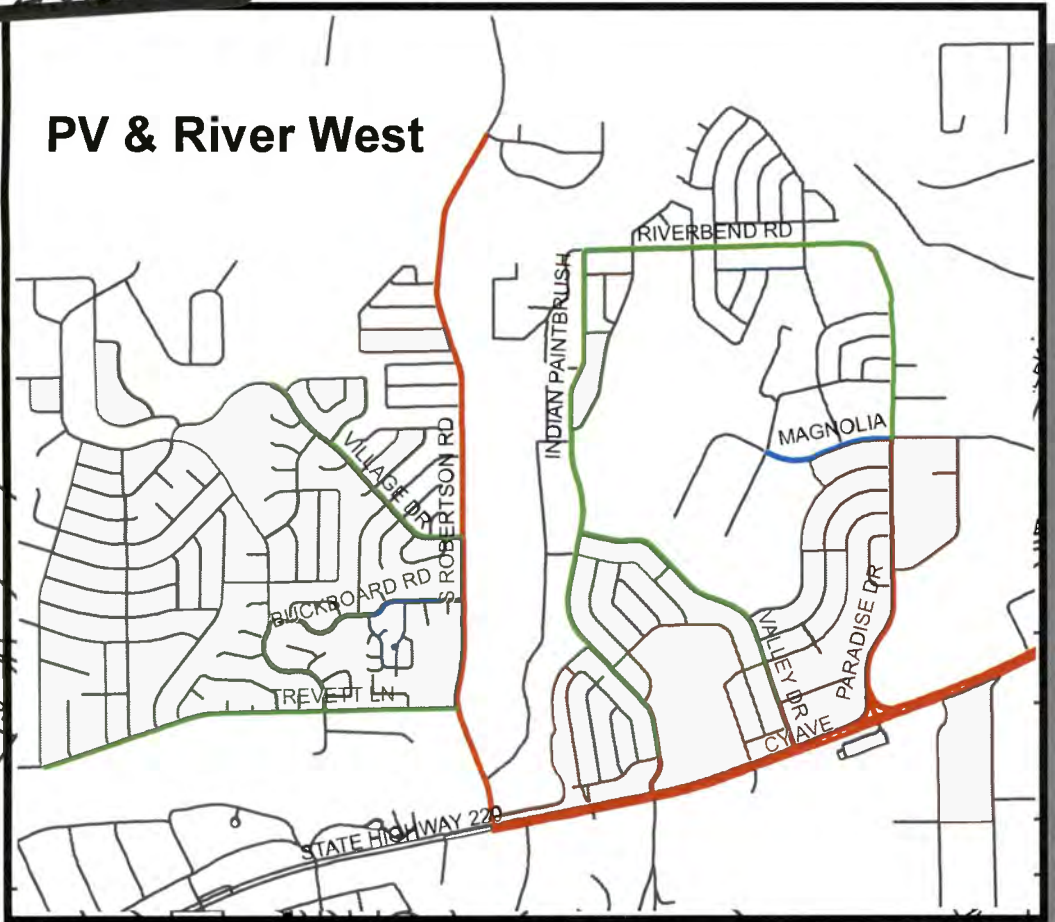 PV & River West
RIVERBEND RD
INDIAN PAINTBRUSH
MAGNOLIA
S ROBERTSON RD
VILLAGE DR
BUCKBOARD RD
TREVETT LN
VALLEY DR
PARADISE DR
CY AVE
STATE HIGHWAY 220